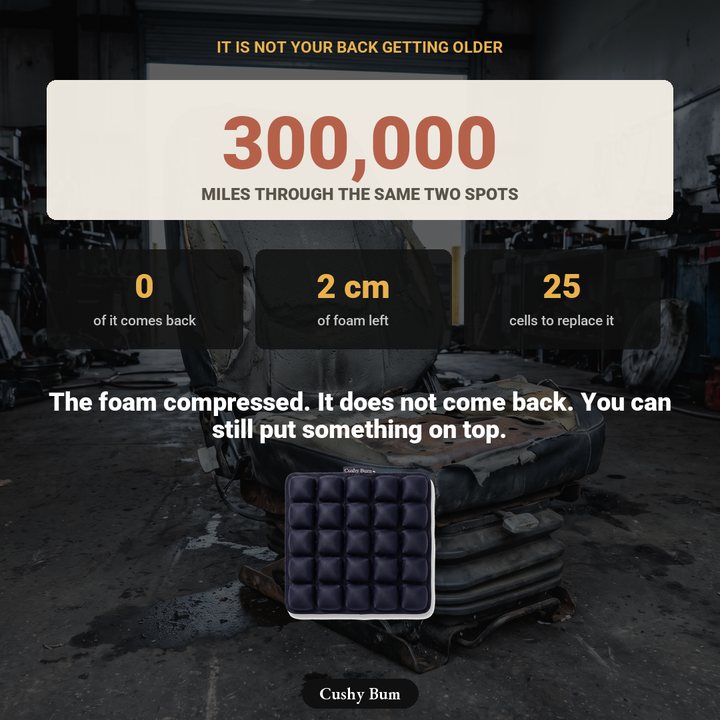 IT IS NOT YOUR BACK GETTING OLDER
300,000
MILES THROUGH THE SAME TWO SPOTS
0
of it comes back
2 cm
of foam left
25
cells to replace it
The foam compressed. It does not come back. You can
still put something on top.
Cushy Bum
Cushy Bum